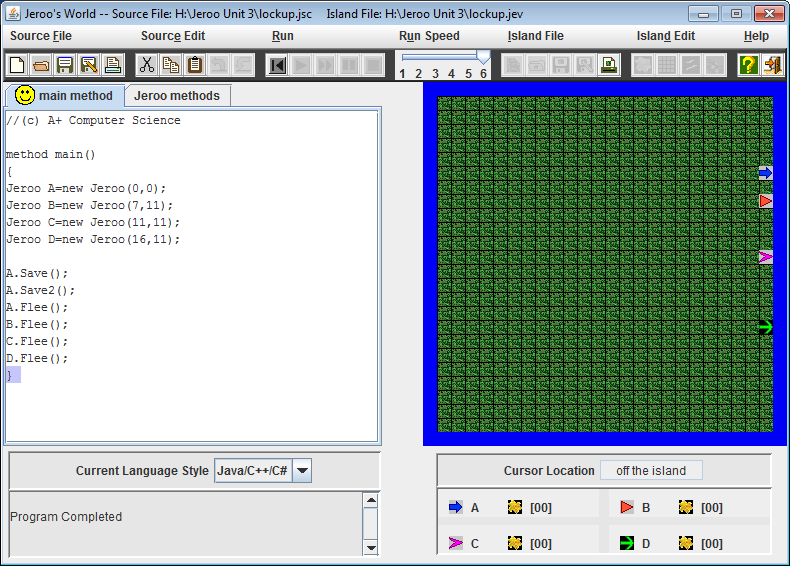 Jeroo's World -- Source File: H:\Jeroo Unit 3\lockup.jsc    Island File: H:\Jeroo Unit 3\lockup.jev
Source File Source Edit Run Run Speed Island File Island Edit Help
1 2 3 4 5 6
main method Jeroo methods
//(c) A+ Computer Science
method main()
{
Jeroo A=new Jeroo(0,0);
Jeroo B=new Jeroo(7,11);
Jeroo C=new Jeroo(11,11);
Jeroo D=new Jeroo(16,11);
A.Save();
A.Save2();
A.Flee();
B.Flee();
C.Flee();
D.Flee();
}
Current Language Style Java/C++/C#
Program Completed
Cursor Location off the island
A [00] B [00]
C [00] D [00]